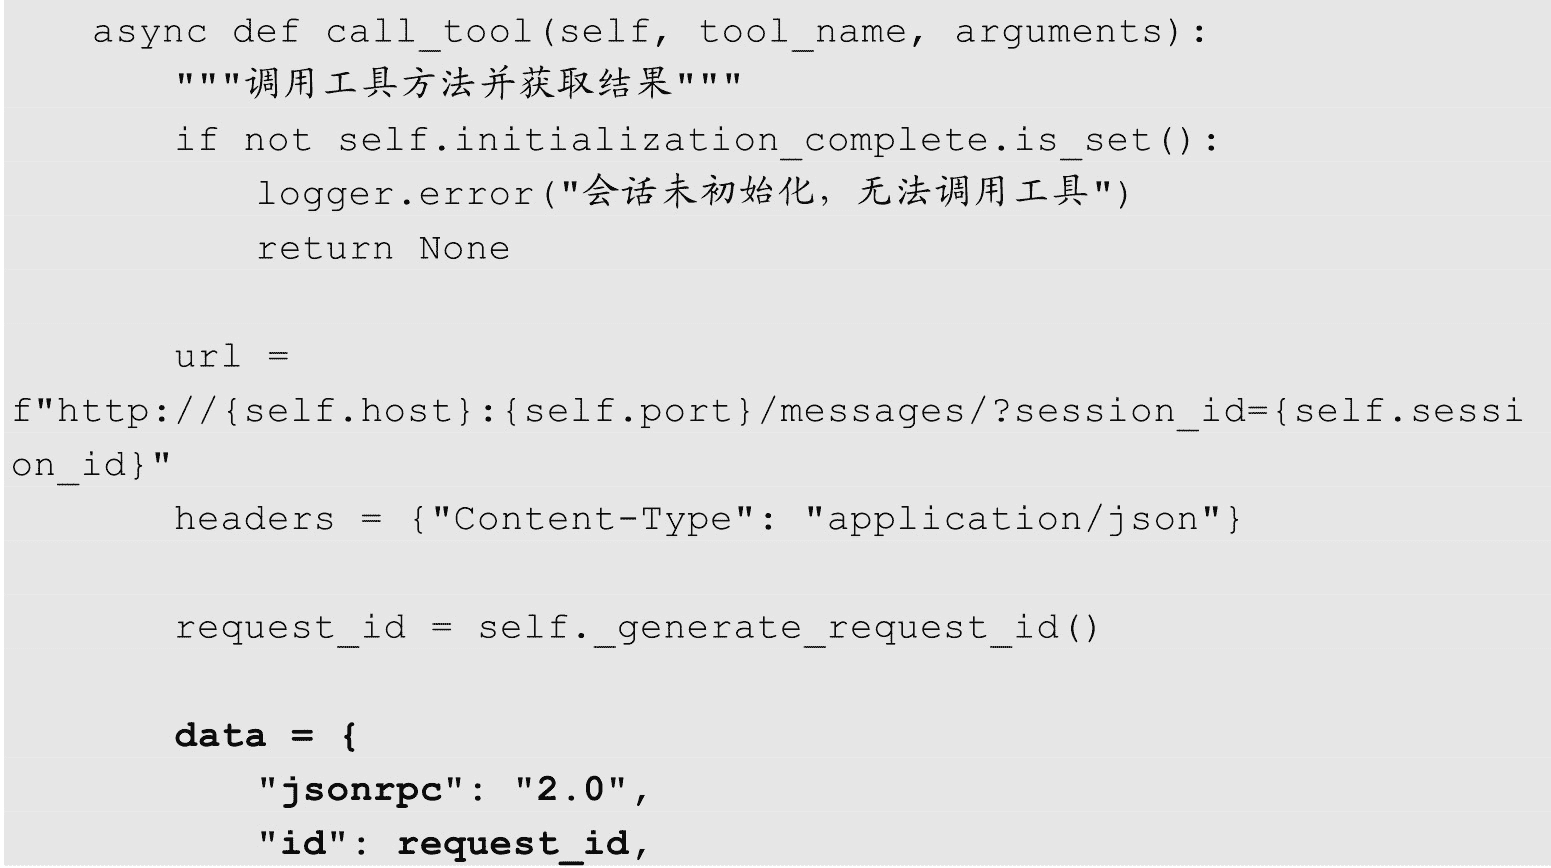 async def call_tool(self, tool_name, arguments):
"""调用工具方法并获取结果"""
if not self.initialization_complete.is_set():
logger.error("会话未初始化，无法调用工具")
return None
url =
f"http://{self.host}:{self.port}/messages/?session_id={self.sessi
on_id}"
headers = {"Content-Type": "application/json"}
request_id = self._generate_request_id()
data = {
"jsonrpc": "2.0",
"id": request_id,